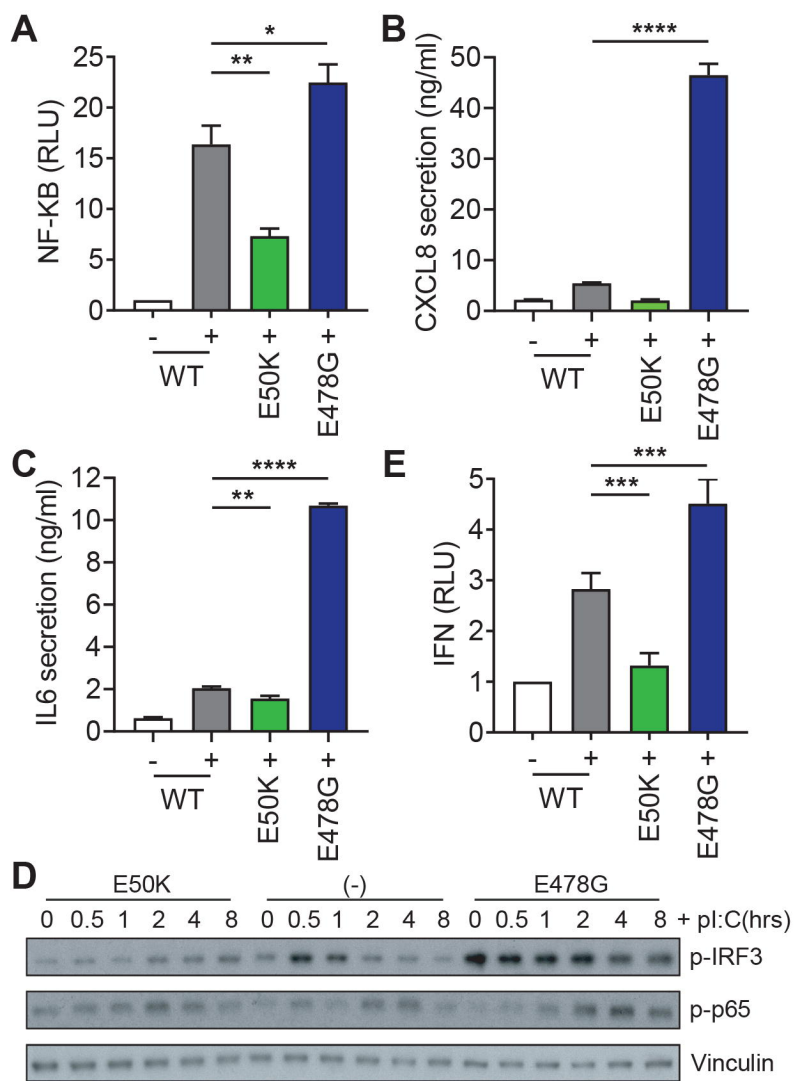 A
NF-KB (RLU)
25
20
15
10
5
0
*
**
- + + +
WT
E50K
E478G
B
CXCL8 secretion (ng/ml)
50
40
30
20
10
0
****
- + + +
WT
E50K
E478G
C
IL6 secretion (ng/ml)
12
10
8
6
4
2
0
****
**
- + + +
WT
E50K
E478G
E
IFN (RLU)
5
4
3
2
1
0
***
***
- + + +
WT
E50K
E478G
D
E50K (-) E478G
0 0.5 1 2 4 8 0 0.5 1 2 4 8 0 0.5 1 2 4 8 + pI:C(hrs)
p-IRF3
p-p65
Vinculin